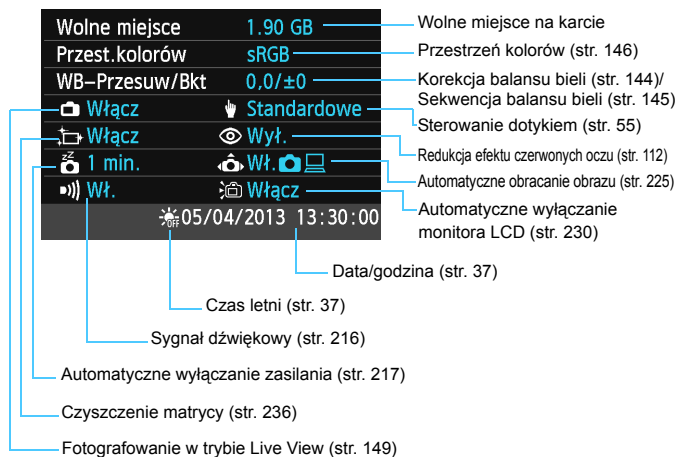 Wolne miejsce 1.90 GB
Wolne miejsce na karcie
Przest.kolorów sRGB
Przestrzeń kolorów (str. 146)
WB–Przesuw/Bkt 0,0/±0
Korekcja balansu bieli (str. 144)/
Sekwencja balansu bieli (str. 145)
Włącz Standardowe
Sterowanie dotykiem (str. 55)
Włącz Wył.
Redukcja efektu czerwonych oczu (str. 112)
1 min. Wł.
Automatyczne obracanie obrazu (str. 225)
Wł. Włącz
Automatyczne wyłączanie
monitora LCD (str. 230)
OFF 05/04/2013 13:30:00
Data/godzina (str. 37)
Czas letni (str. 37)
Sygnał dźwiękowy (str. 216)
Automatyczne wyłączanie zasilania (str. 217)
Czyszczenie matrycy (str. 236)
Fotografowanie w trybie Live View (str. 149)